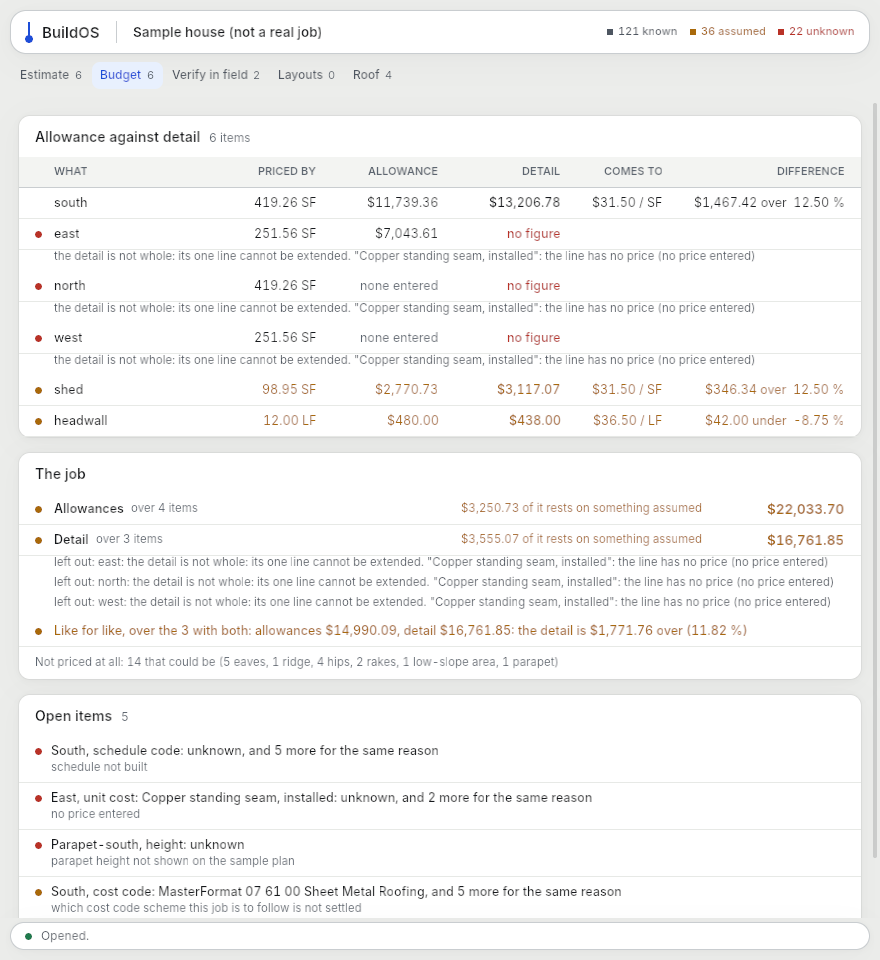 BuildOS Sample house (not a real job) 121 known 36 assumed 22 unknown
Estimate 6 Budget 6 Verify in field 2 Layouts 0 Roof 4
Allowance against detail 6 items
WHAT PRICED BY ALLOWANCE DETAIL COMES TO DIFFERENCE
south 419.26 SF $11,739.36 $13,206.78 $31.50 / SF $1,467.42 over 12.50 %
east 251.56 SF $7,043.61 no figure
the detail is not whole: its one line cannot be extended. "Copper standing seam, installed": the line has no price (no price entered)
north 419.26 SF none entered no figure
the detail is not whole: its one line cannot be extended. "Copper standing seam, installed": the line has no price (no price entered)
west 251.56 SF none entered no figure
the detail is not whole: its one line cannot be extended. "Copper standing seam, installed": the line has no price (no price entered)
shed 98.95 SF $2,770.73 $3,117.07 $31.50 / SF $346.34 over 12.50 %
headwall 12.00 LF $480.00 $438.00 $36.50 / LF $42.00 under -8.75 %
The job
Allowances over 4 items $3,250.73 of it rests on something assumed $22,033.70
Detail over 3 items $3,555.07 of it rests on something assumed $16,761.85
left out: east: the detail is not whole: its one line cannot be extended. "Copper standing seam, installed": the line has no price (no price entered)
left out: north: the detail is not whole: its one line cannot be extended. "Copper standing seam, installed": the line has no price (no price entered)
left out: west: the detail is not whole: its one line cannot be extended. "Copper standing seam, installed": the line has no price (no price entered)
Like for like, over the 3 with both: allowances $14,990.09, detail $16,761.85: the detail is $1,771.76 over (11.82 %)
Not priced at all: 14 that could be (5 eaves, 1 ridge, 4 hips, 2 rakes, 1 low-slope area, 1 parapet)
Open items 5
South, schedule code: unknown, and 5 more for the same reason
schedule not built
East, unit cost: Copper standing seam, installed: unknown, and 2 more for the same reason
no price entered
Parapet-south, height: unknown
parapet height not shown on the sample plan
South, cost code: MasterFormat 07 61 00 Sheet Metal Roofing, and 5 more for the same reason
which cost code scheme this job is to follow is not settled
Opened.